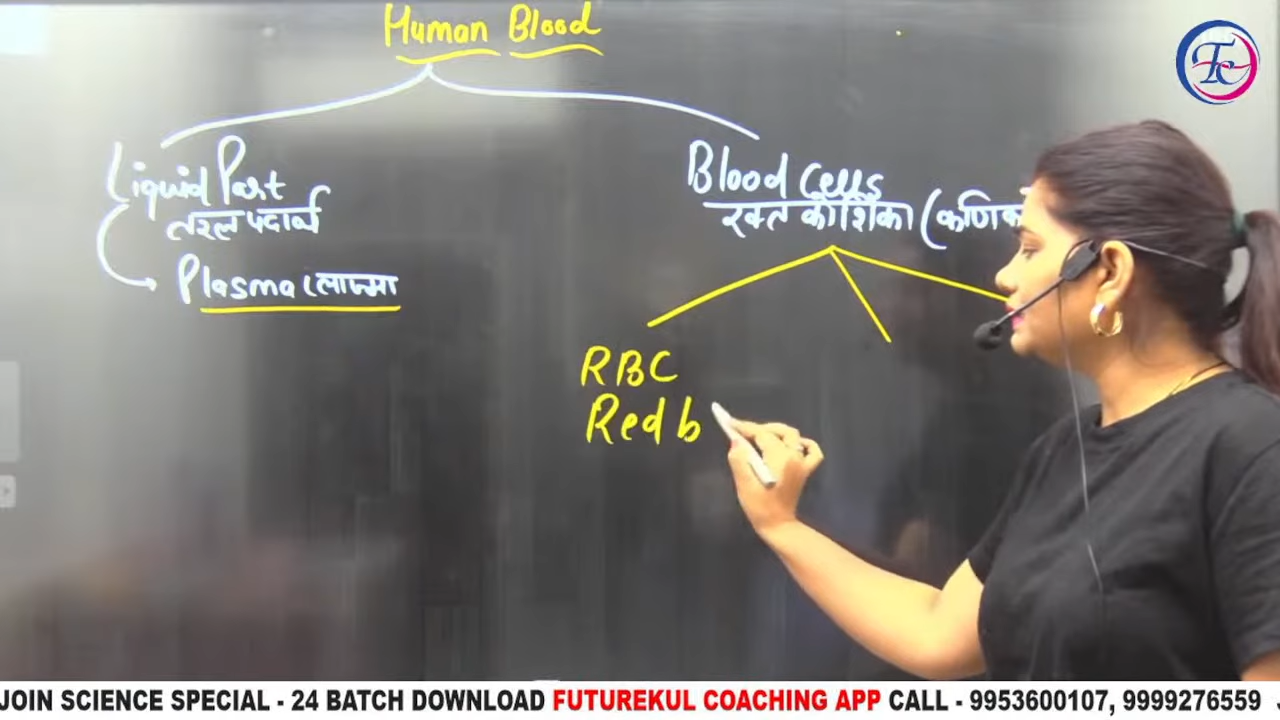 Human Blood
Liquid Part
तरल पदार्थ
Plasma प्लाज्मा
Blood Cells
रक्त कोशिका (कणिक
RBC
Red b
Tc
JOIN SCIENCE SPECIAL - 24 BATCH DOWNLOAD FUTUREKUL COACHING APP CALL - 9953600107, 9999276559